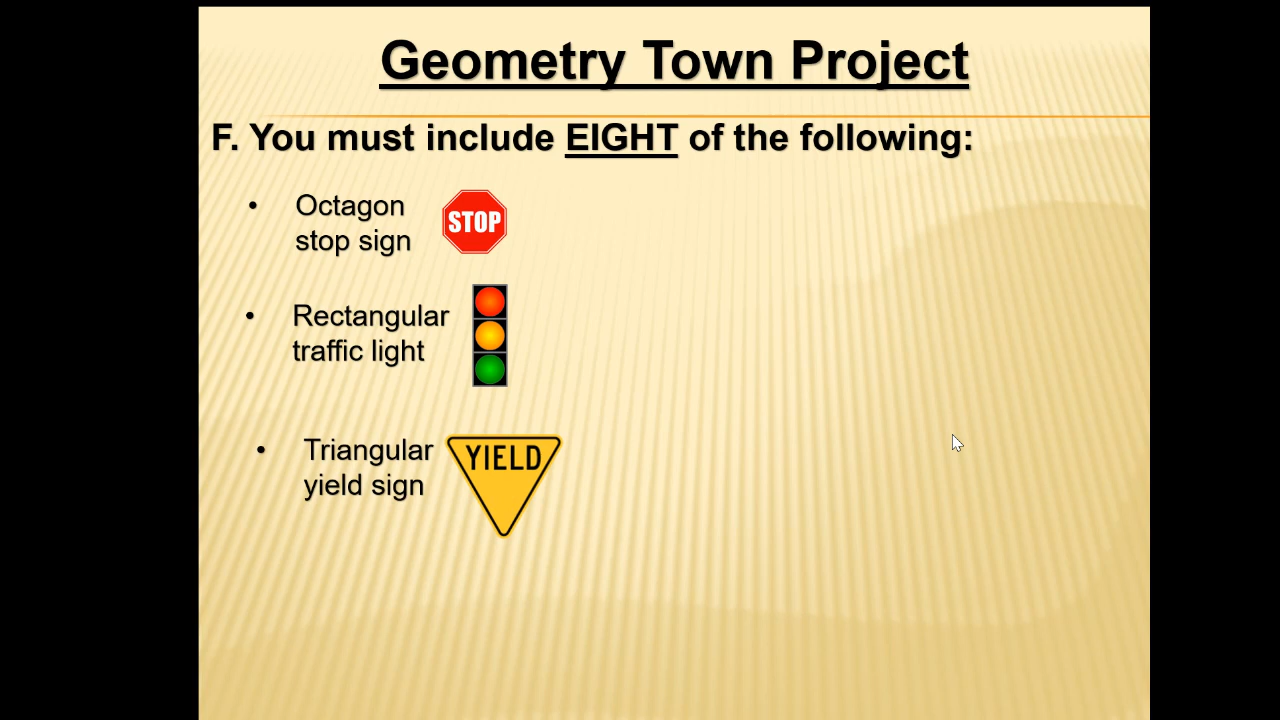 Geometry Town Project
F. You must include EIGHT of the following:
• Octagon
stop sign
STOP
• Rectangular
traffic light
• Triangular
yield sign
YIELD